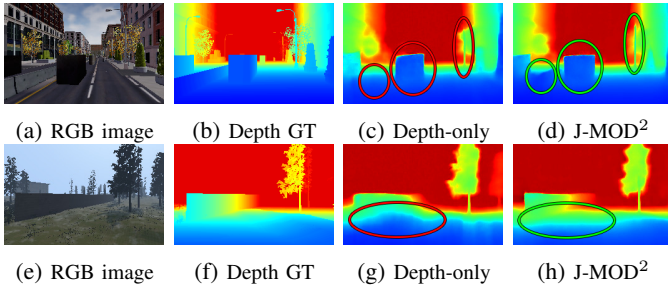 (a) RGB image (b) Depth GT (c) Depth-only (d) J-MOD²
(e) RGB image (f) Depth GT (g) Depth-only (h) J-MOD²